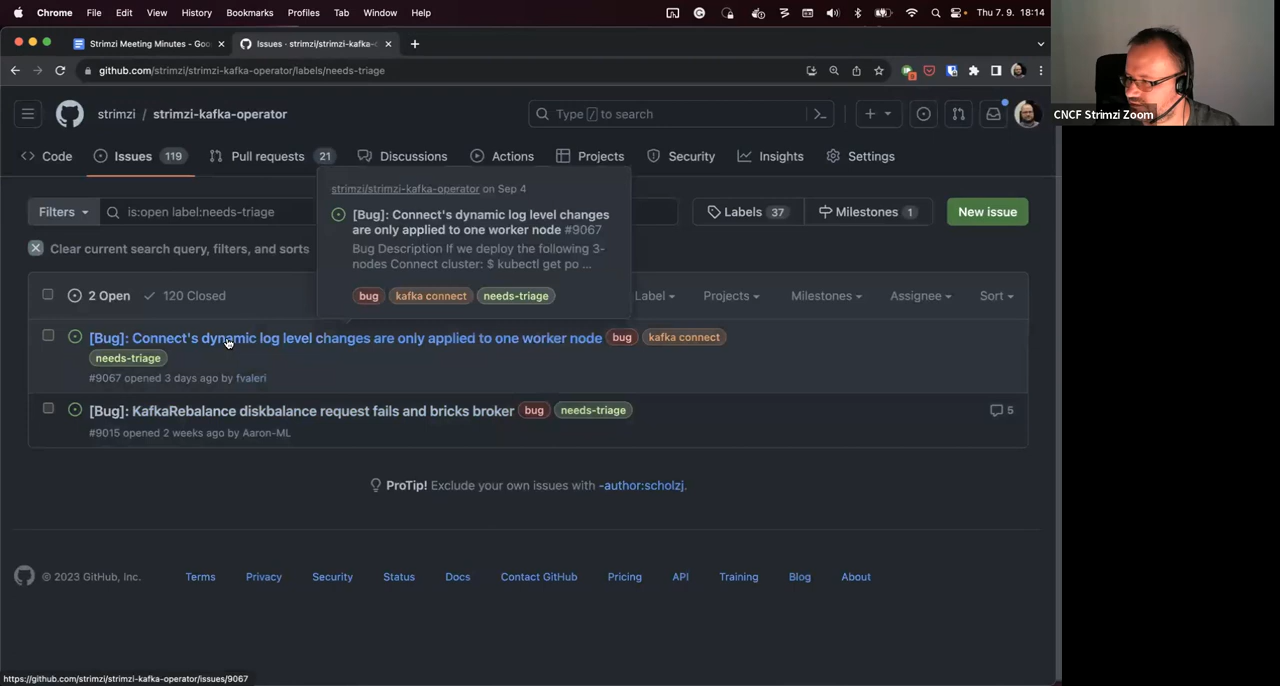 Chrome File Edit View History Bookmarks Profiles Tab Window Help Thu 7. 9. 18:14
Strimzi Meeting Minutes - Goo
Issues · strimzi/strimzi-kafka-o
github.com/strimzi/strimzi-kafka-operator/labels/needs-triage
strimzi / strimzi-kafka-operator
Type / to search
CNCF Strimzi Zoom
Code Issues 119 Pull requests 21 Discussions Actions Projects Security Insights Settings
strimzi/strimzi-kafka-operator on Sep 4
[Bug]: Connect's dynamic log level changes
are only applied to one worker node #9067
Bug Description If we deploy the following 3-
nodes Connect cluster: $ kubectl get po ...
bug kafka connect needs-triage
Filters is:open label:needs-triage Labels 37 Milestones 1 New issue
Clear current search query, filters, and sorts
2 Open 120 Closed Label Projects Milestones Assignee Sort
[Bug]: Connect's dynamic log level changes are only applied to one worker node bug kafka connect
needs-triage
#9067 opened 3 days ago by fvaleri
[Bug]: KafkaRebalance diskbalance request fails and bricks broker bug needs-triage 5
#9015 opened 2 weeks ago by Aaron-ML
ProTip! Exclude your own issues with -author:scholzj.
© 2023 GitHub, Inc. Terms Privacy Security Status Docs Contact GitHub Pricing API Training Blog About
https://github.com/strimzi/strimzi-kafka-operator/issues/9067